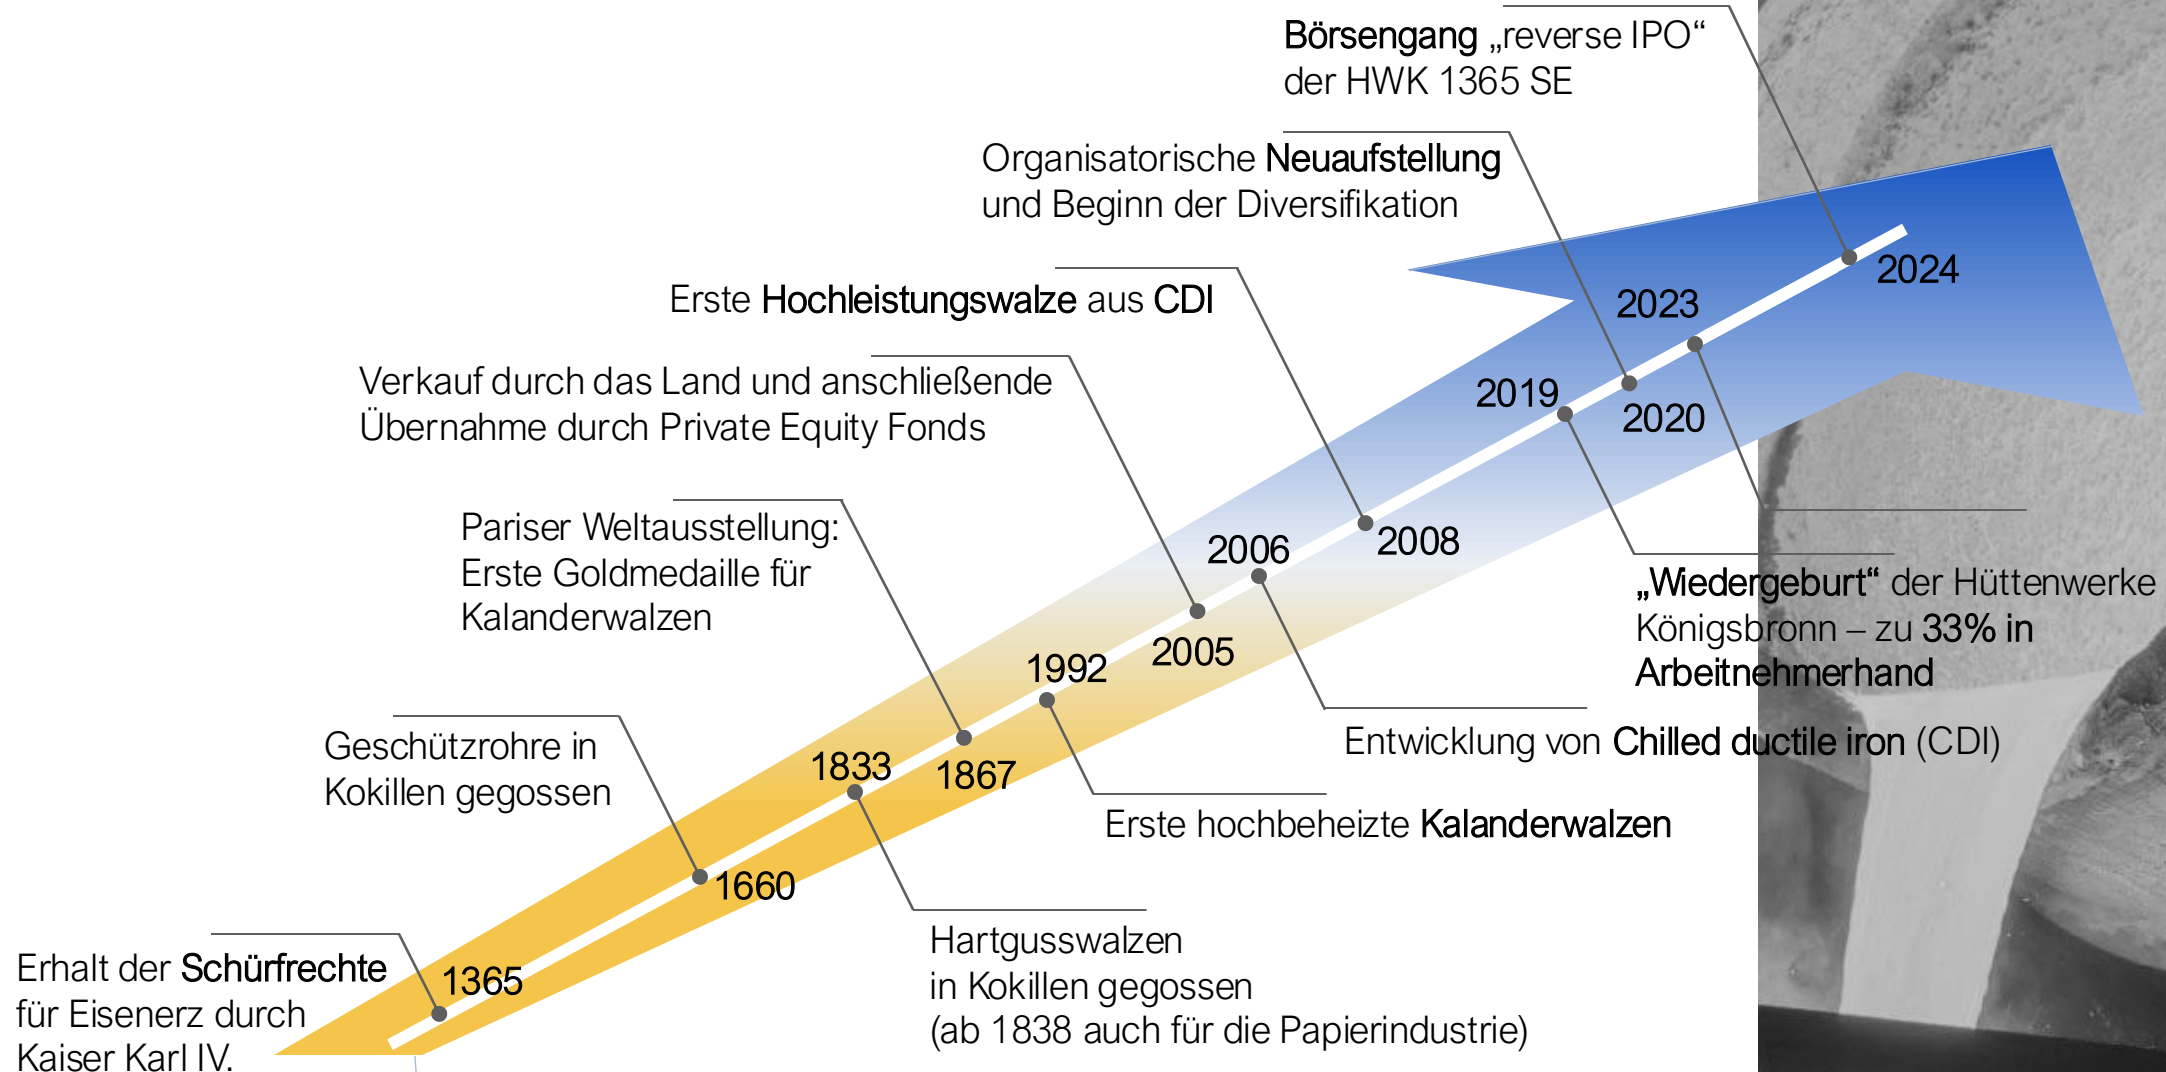 Börsengang „reverse IPO“
der HWK 1365 SE
Organisatorische Neuaufstellung
und Beginn der Diversifikation
2024
Erste Hochleistungswalze aus CDI
2023
Verkauf durch das Land und anschließende
Übernahme durch Private Equity Fonds
2019
2020
Pariser Weltausstellung:
Erste Goldmedaille für
Kalanderwalzen
2006
2008
„Wiedergeburt“ der Hüttenwerke
Königsbronn – zu 33% in
Arbeitnehmerhand
1992
2005
Geschützrohre in
Kokillen gegossen
Entwicklung von Chilled ductile iron (CDI)
1833
1867
Erste hochbeheizte Kalanderwalzen
1660
Erhalt der Schürfrechte
für Eisenerz durch
Kaiser Karl IV.
1365
Hartgusswalzen
in Kokillen gegossen
(ab 1838 auch für die Papierindustrie)